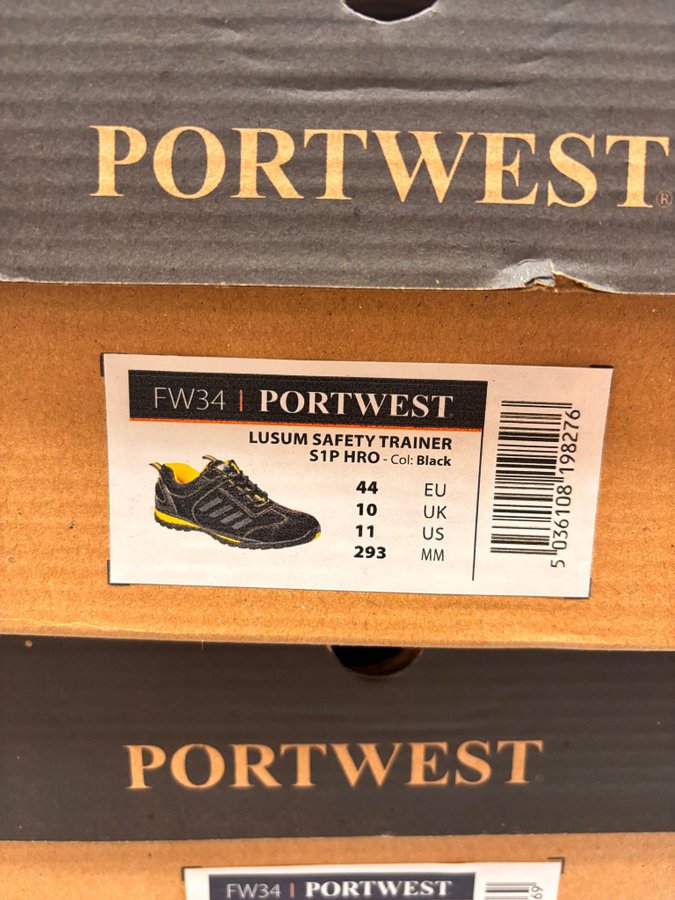 PORTWEST®
FW34 | PORTWEST
LUSUM SAFETY TRAINER
S1P HRO - Col: Black
44 EU
10 UK
11 US
293 MM
5 036108 198276
PORTWEST
FW34 | PORTWEST
69